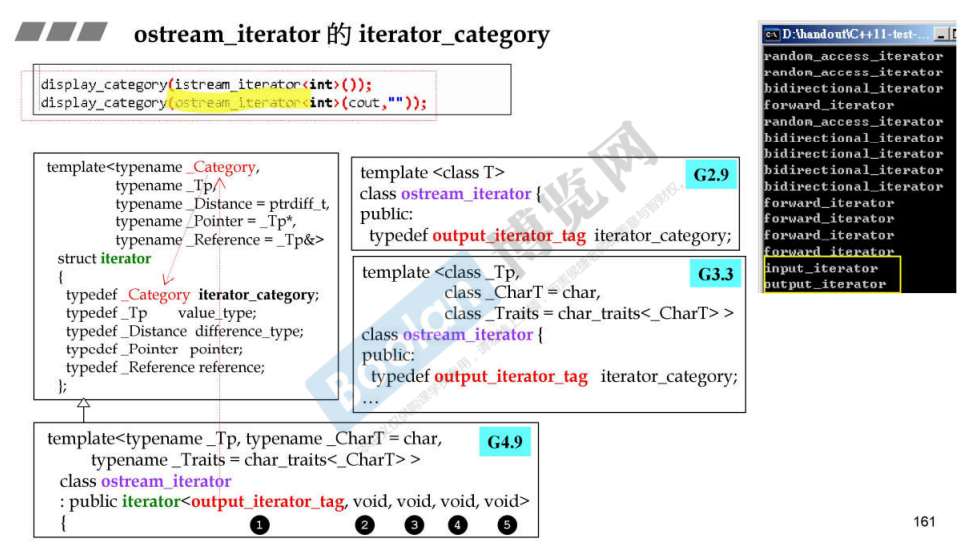 ostream_iterator 的 iterator_category
display_category(istream_iterator<int>());
display_category(ostream_iterator<int>(cout,""));
D:\handout\C++11-test-...
random_access_iterator
random_access_iterator
bidirectional_iterator
forward_iterator
random_access_iterator
bidirectional_iterator
bidirectional_iterator
bidirectional_iterator
bidirectional_iterator
forward_iterator
forward_iterator
forward_iterator
forward_iterator
input_iterator
output_iterator
template<typename _Category,
typename _Tp,
typename _Distance = ptrdiff_t,
typename _Pointer = _Tp*,
typename _Reference = _Tp&>
struct iterator
{
typedef _Category iterator_category;
typedef _Tp value_type;
typedef _Distance difference_type;
typedef _Pointer pointer;
typedef _Reference reference;
};
template <class T>
G2.9
class ostream_iterator {
public:
typedef output_iterator_tag iterator_category;
template <class _Tp,
G3.3
class _CharT = char,
class _Traits = char_traits<_CharT> >
class ostream_iterator {
public:
typedef output_iterator_tag iterator_category;
...
template<typename _Tp, typename _CharT = char,
G4.9
typename _Traits = char_traits<_CharT> >
class ostream_iterator
: public iterator<output_iterator_tag, void, void, void, void>
{ ❶ ❷ ❸ ❹ ❺
Boolan 博览网
161